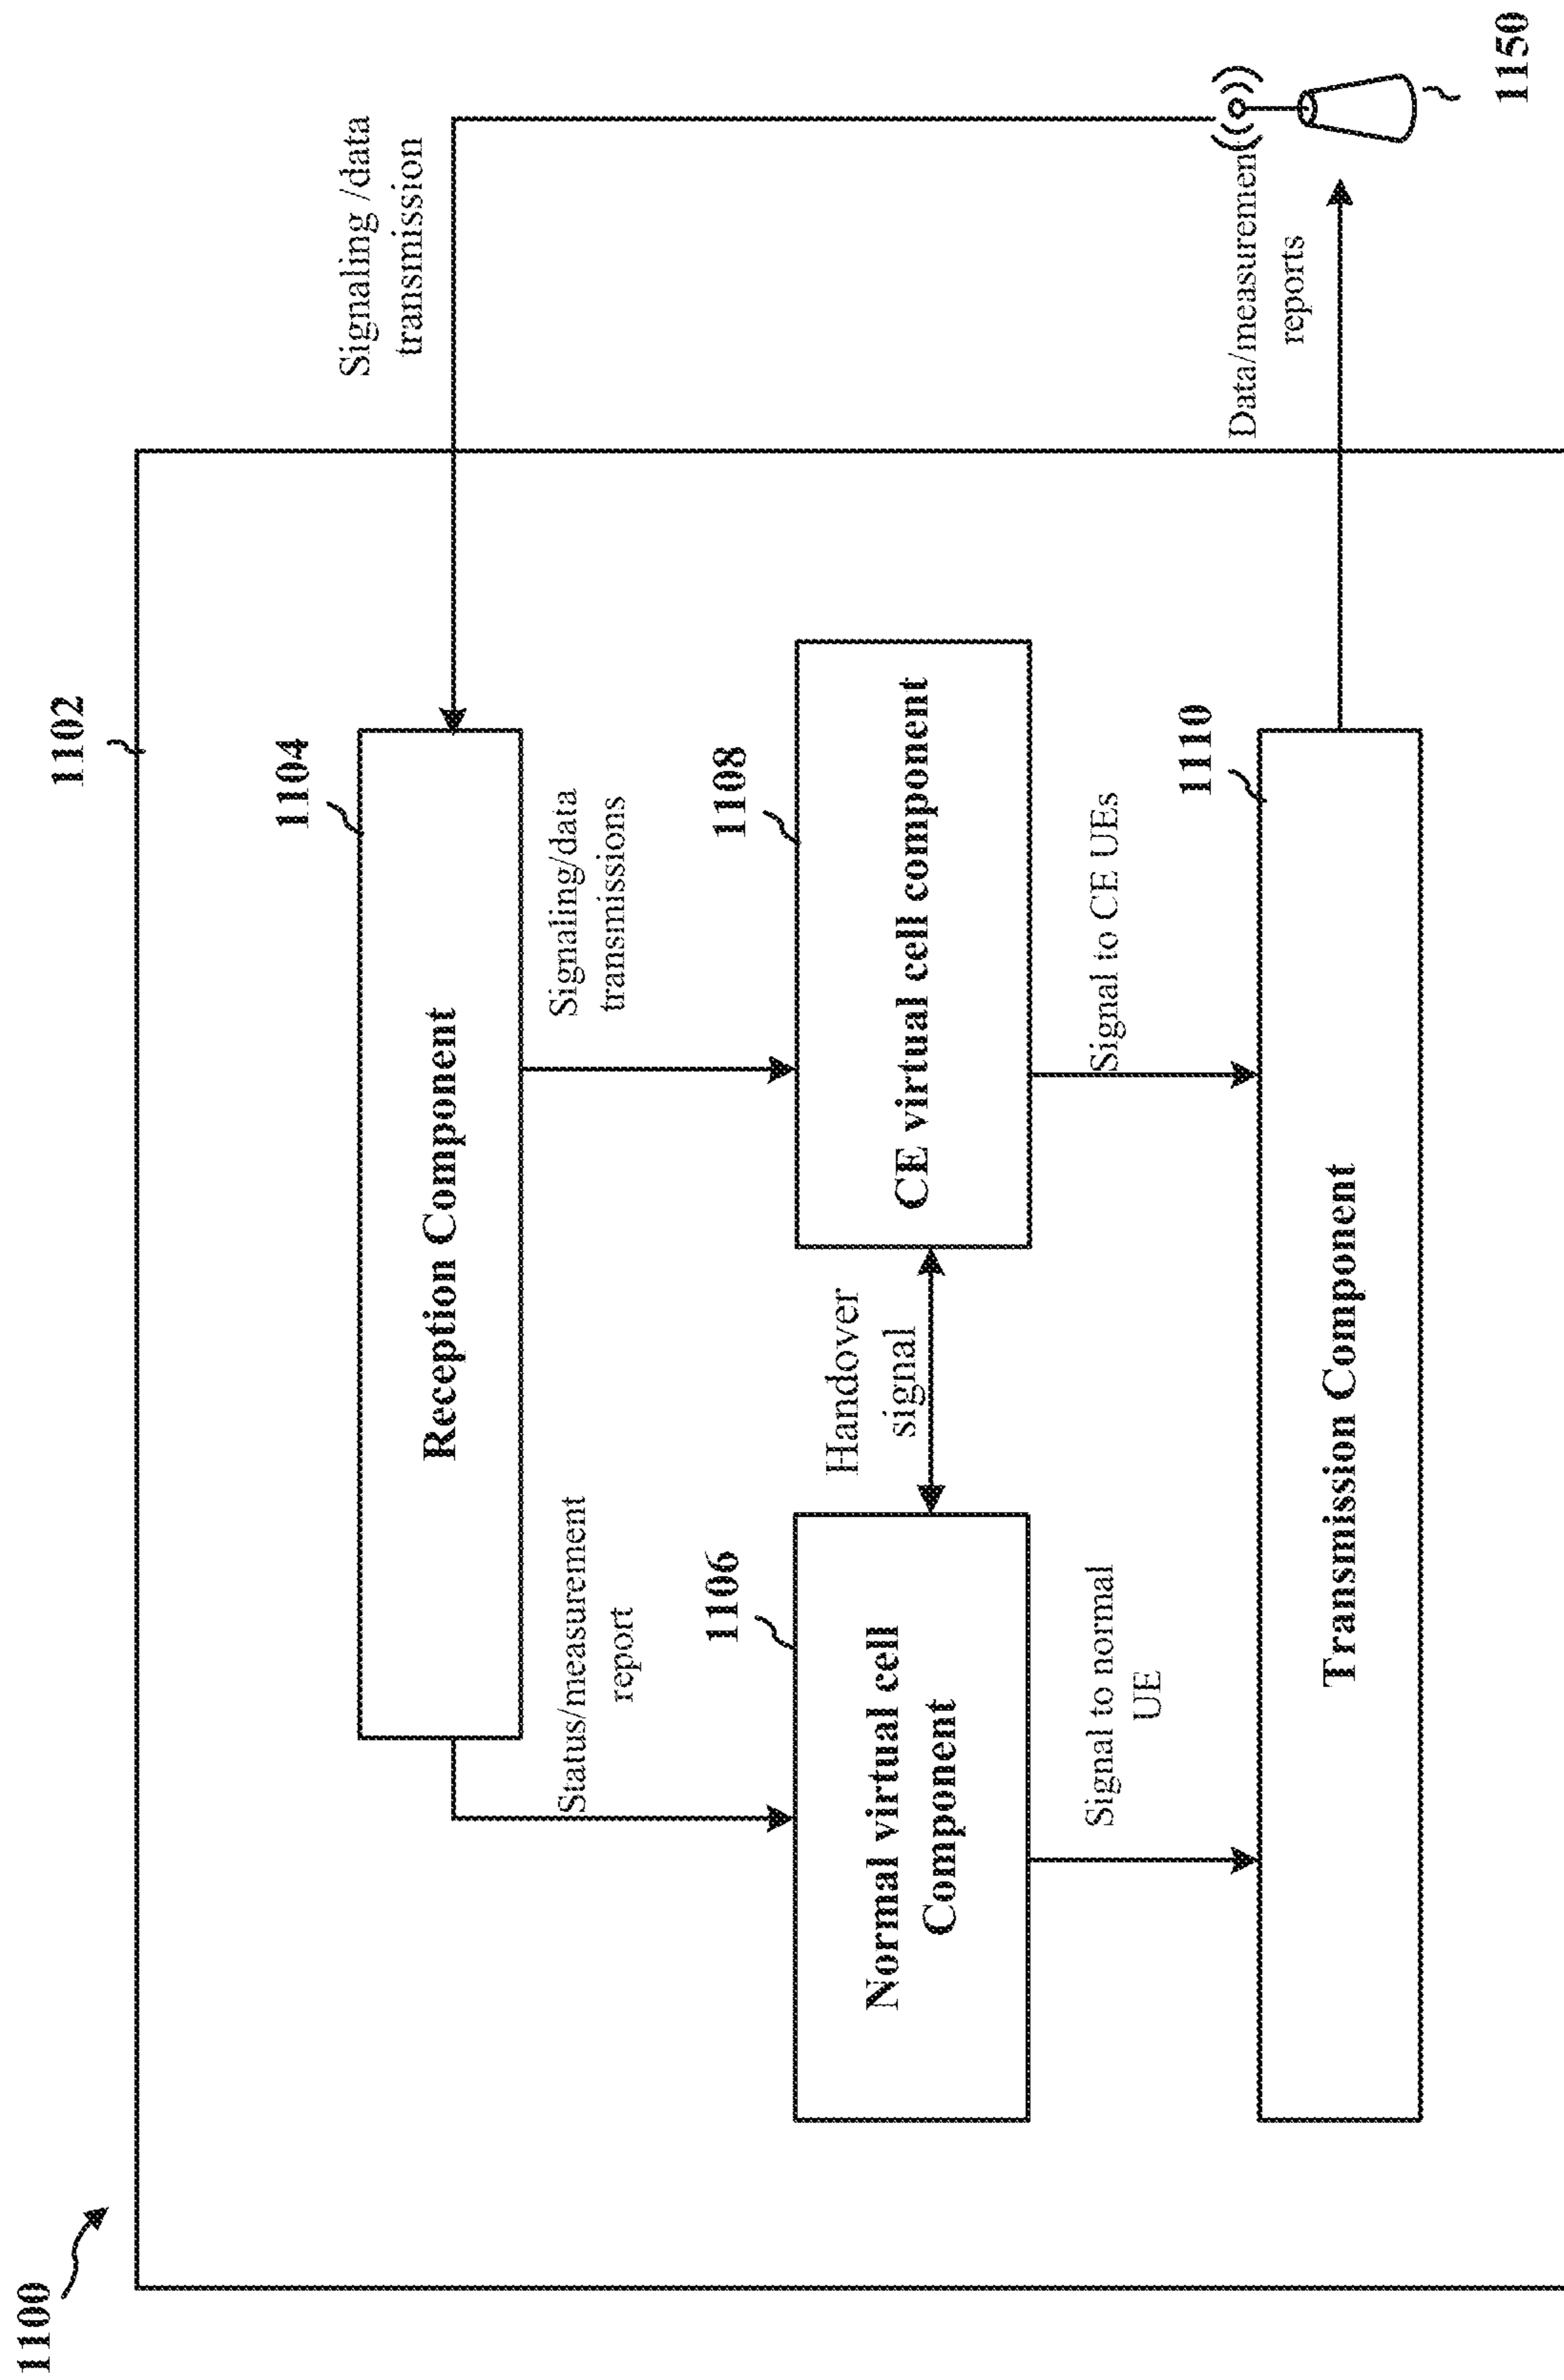 1100
1102
Signaling /data
transmission
1104
Reception Component
Status/measurement
report
Signaling/data
transmissions
1106
1108
Normal virtual cell
Component
Handover
signal
CE virtual cell component
Signal to normal
UE
Signal to CE UEs
1110
Transmission Component
Data/measuremen
reports
1150